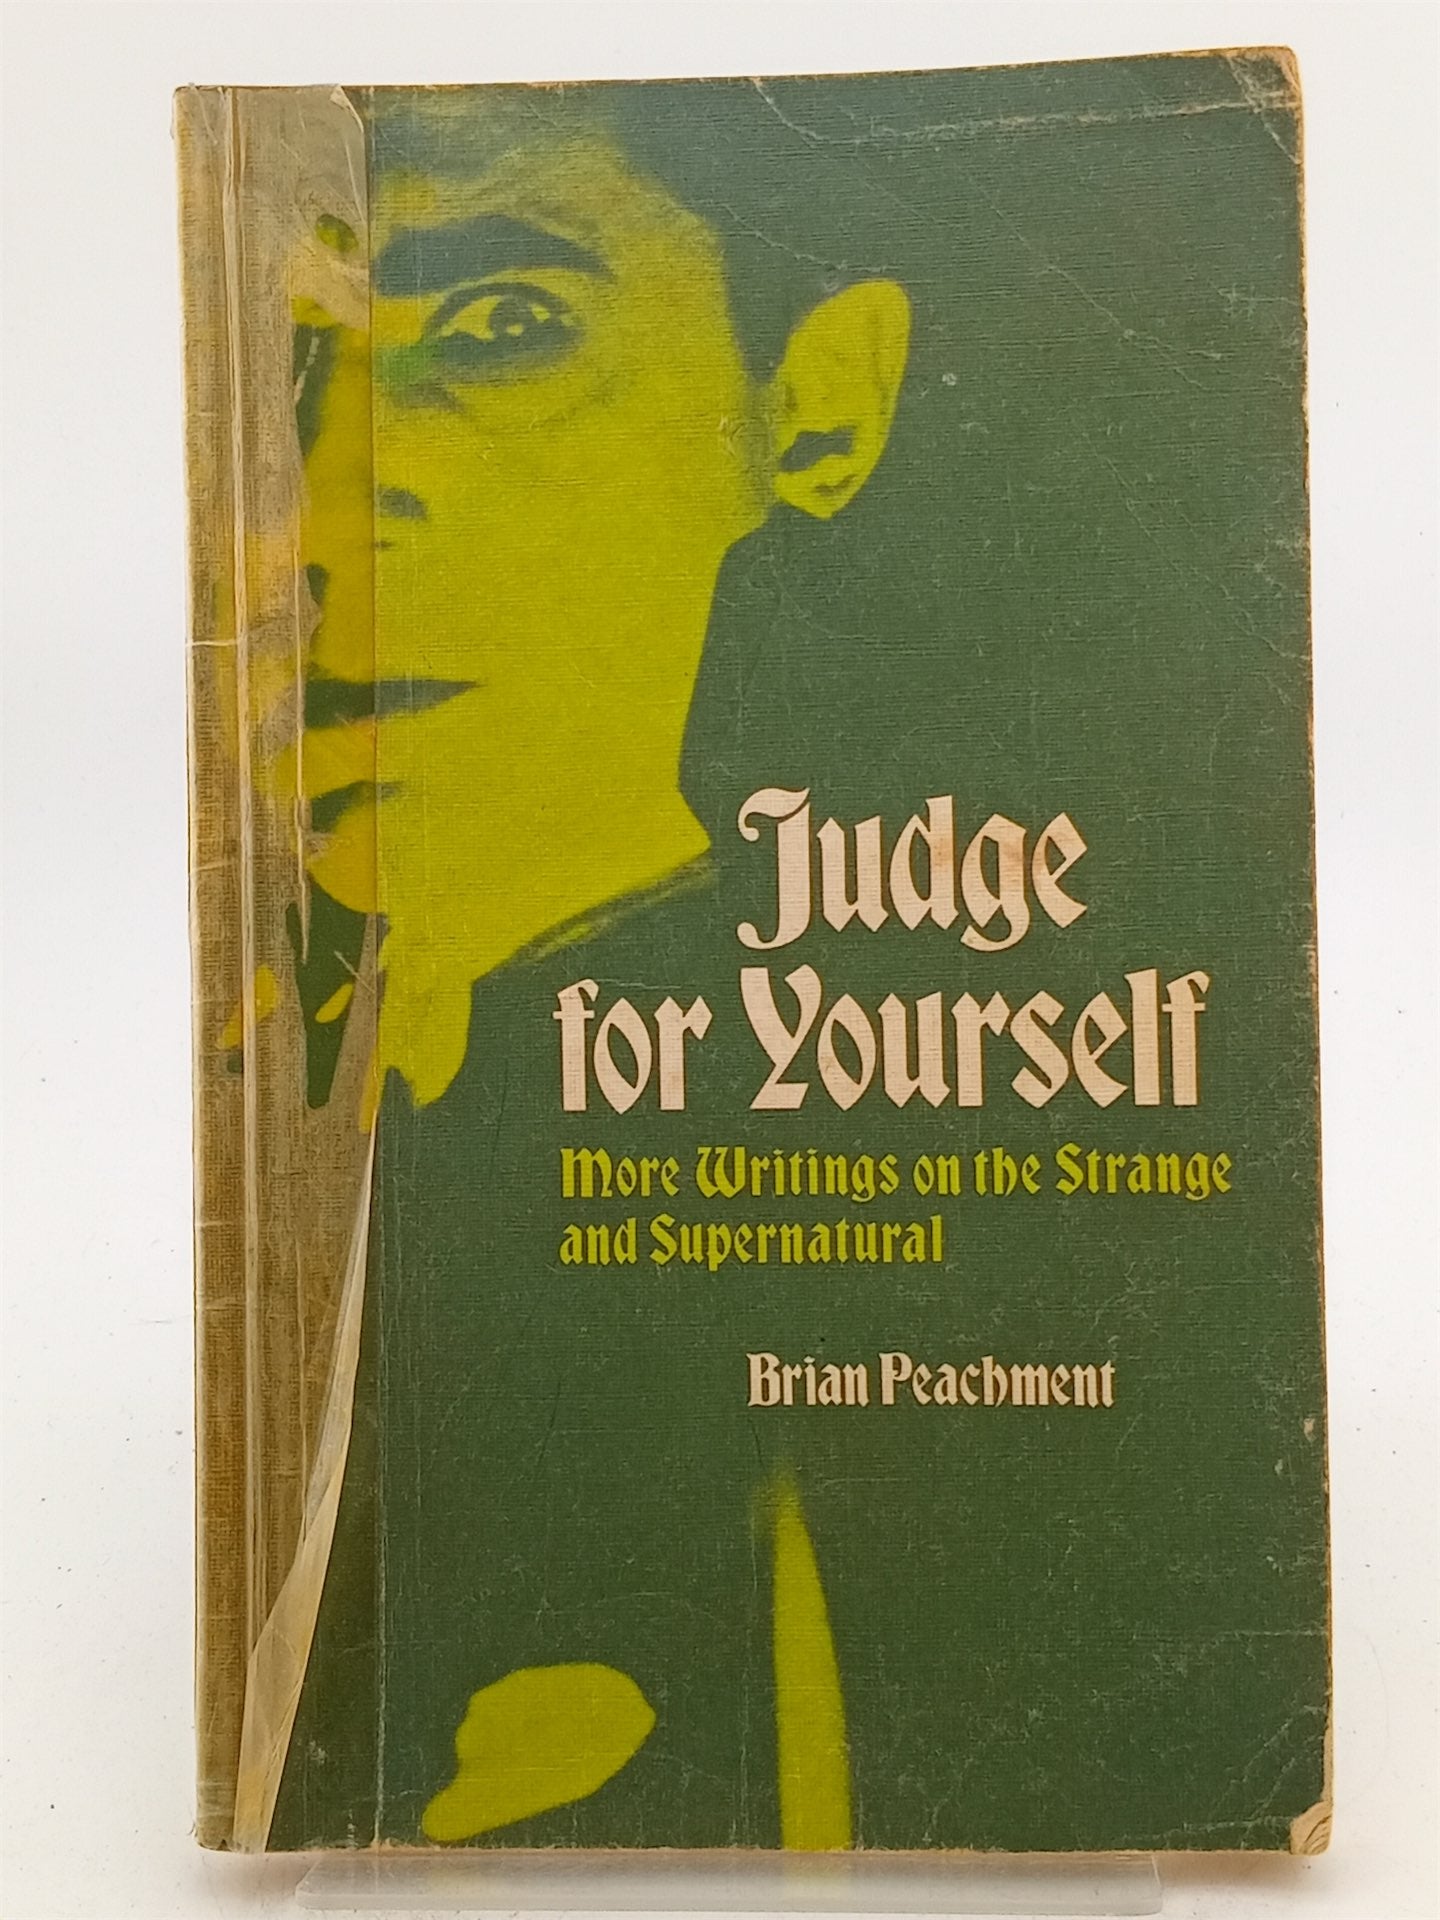 Judge
for Yourself
More Writings on the Strange
and Supernatural
Brian Peachment